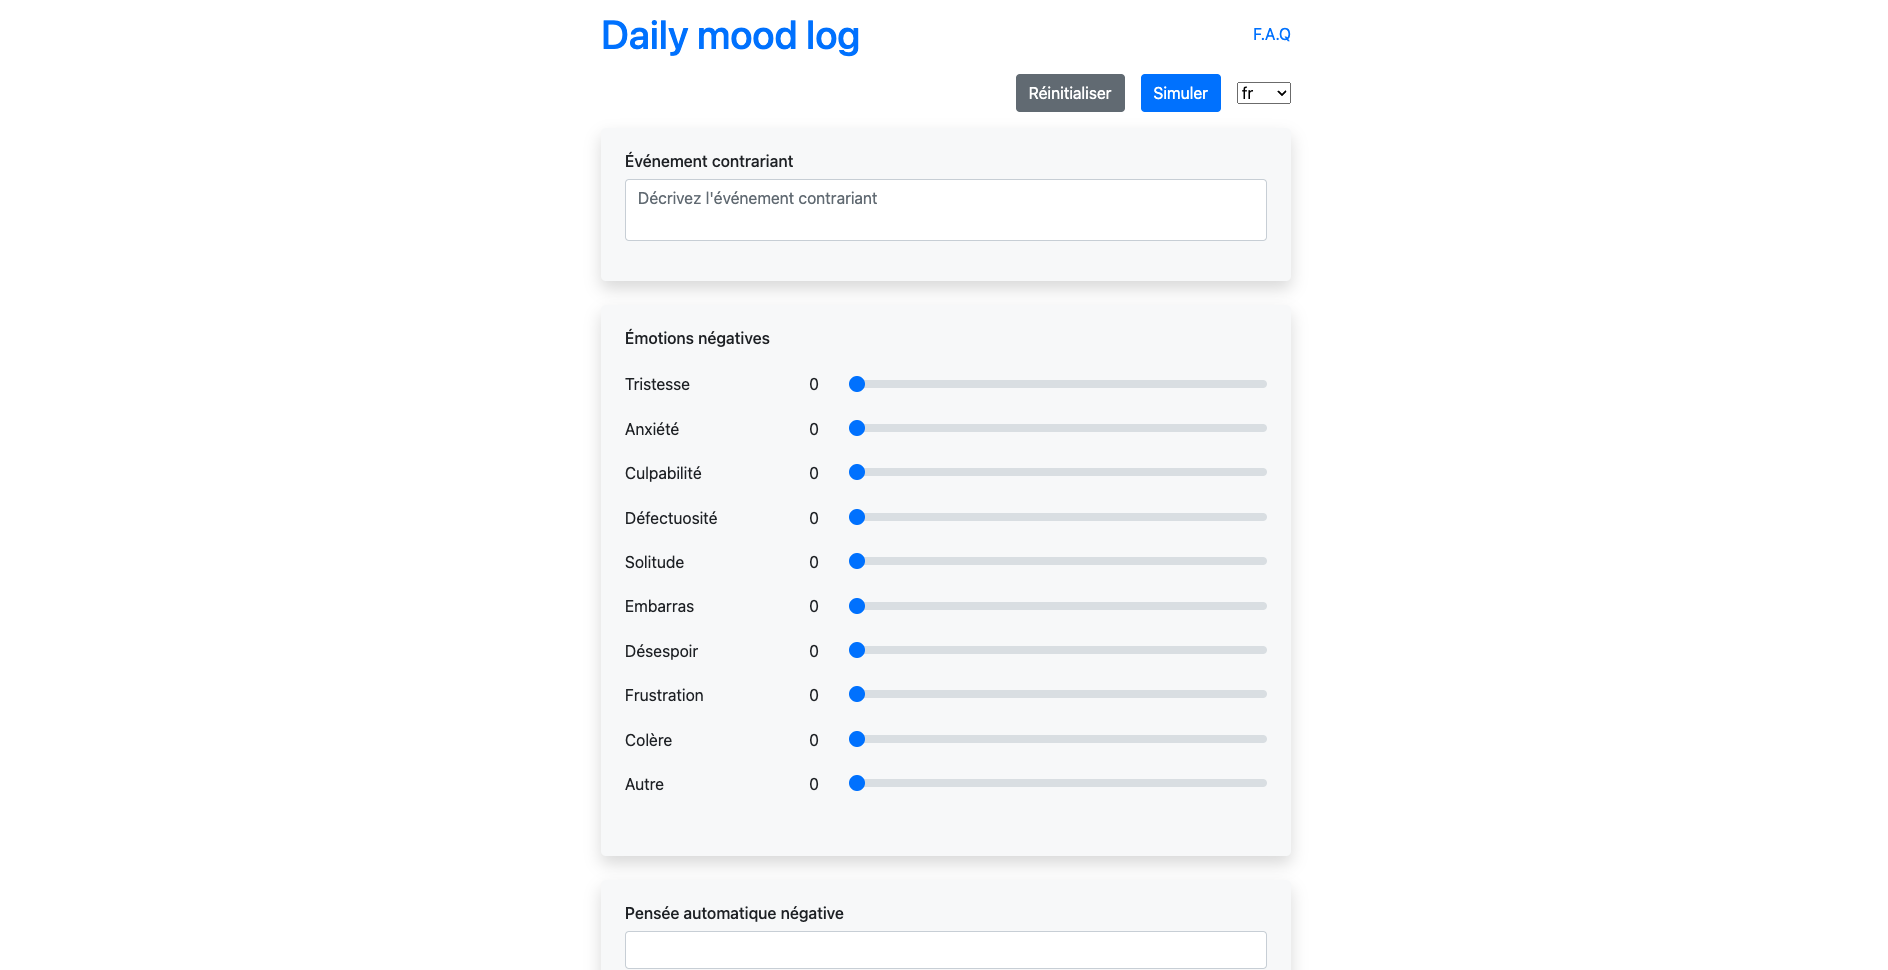 Daily mood log
F.A.Q
Réinitialiser
Simuler
fr
Événement contrariant
Décrivez l'événement contrariant
Émotions négatives
Tristesse 0
Anxiété 0
Culpabilité 0
Défectuosité 0
Solitude 0
Embarras 0
Désespoir 0
Frustration 0
Colère 0
Autre 0
Pensée automatique négative